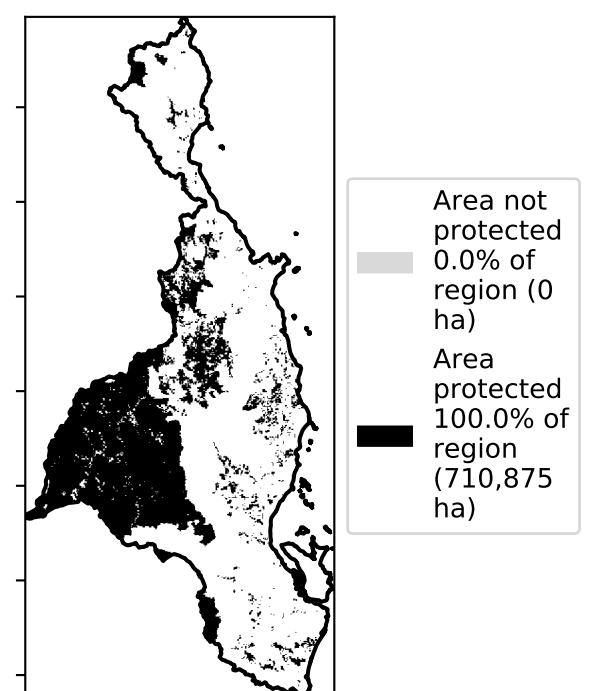 Area not
protected
0.0% of
region (0
ha)
Area
protected
100.0% of
region
(710,875
ha)